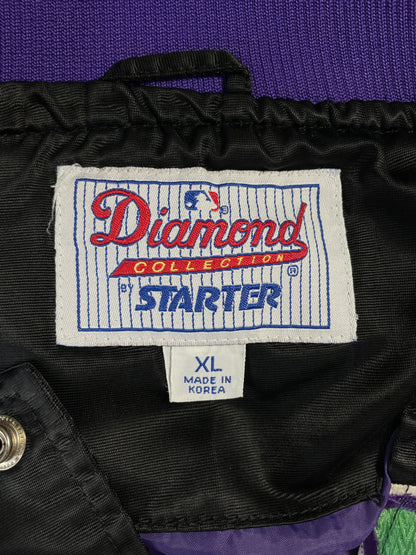 Diamond
COLLECTION ®
BY STARTER
XL
MADE IN
KOREA